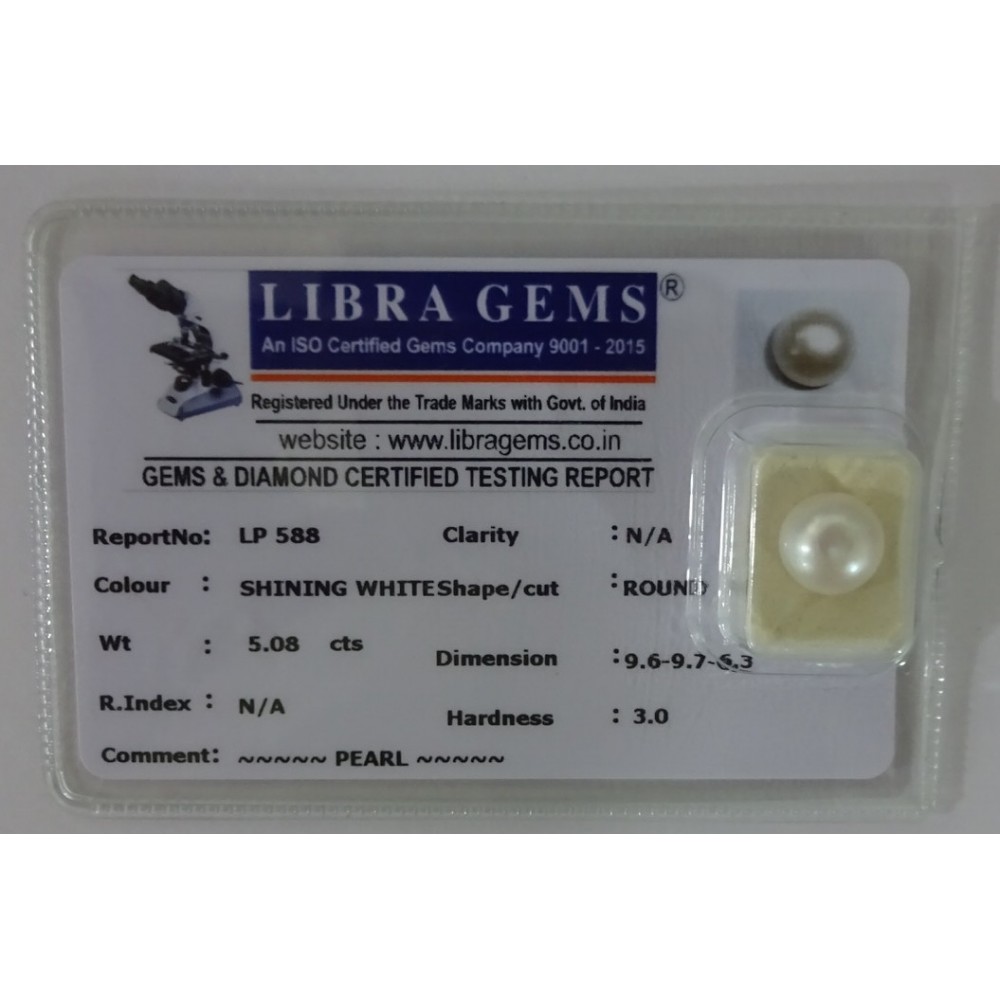 LIBRA GEMS®
An ISO Certified Gems Company 9001 - 2015
Registered Under the Trade Marks with Govt. of India
website : www.libragems.co.in
GEMS & DIAMOND CERTIFIED TESTING REPORT
ReportNo: LP 588 Clarity : N/A
Colour : SHINING WHITE Shape/cut : ROUND
Wt : 5.08 cts Dimension : 9.6-9.7-6.3
R.Index : N/A Hardness : 3.0
Comment: ~~~~~ PEARL ~~~~~